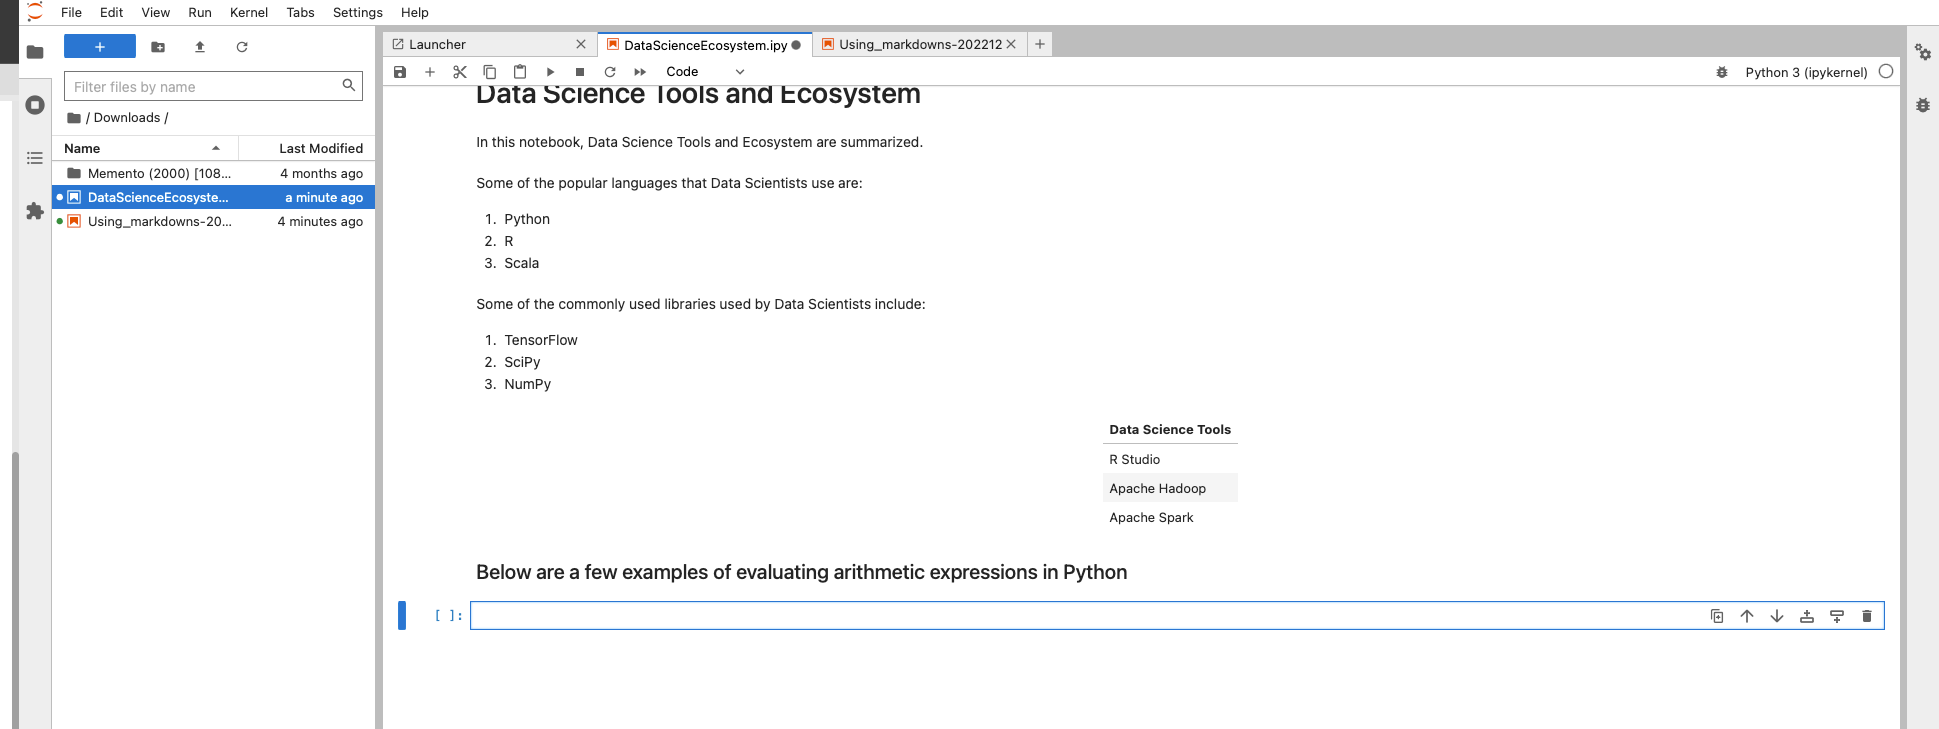 File Edit View Run Kernel Tabs Settings Help
Launcher
DataScienceEcosystem.ipy
Using_markdowns-202212
Code
Python 3 (ipykernel)
Filter files by name
/ Downloads /
Name Last Modified
Memento (2000) [108... 4 months ago
DataScienceEcosyste... a minute ago
Using_markdowns-20... 4 minutes ago
Data Science Tools and Ecosystem
In this notebook, Data Science Tools and Ecosystem are summarized.
Some of the popular languages that Data Scientists use are:
1. Python
2. R
3. Scala
Some of the commonly used libraries used by Data Scientists include:
1. TensorFlow
2. SciPy
3. NumPy
Data Science Tools
R Studio
Apache Hadoop
Apache Spark
Below are a few examples of evaluating arithmetic expressions in Python
[ ]: